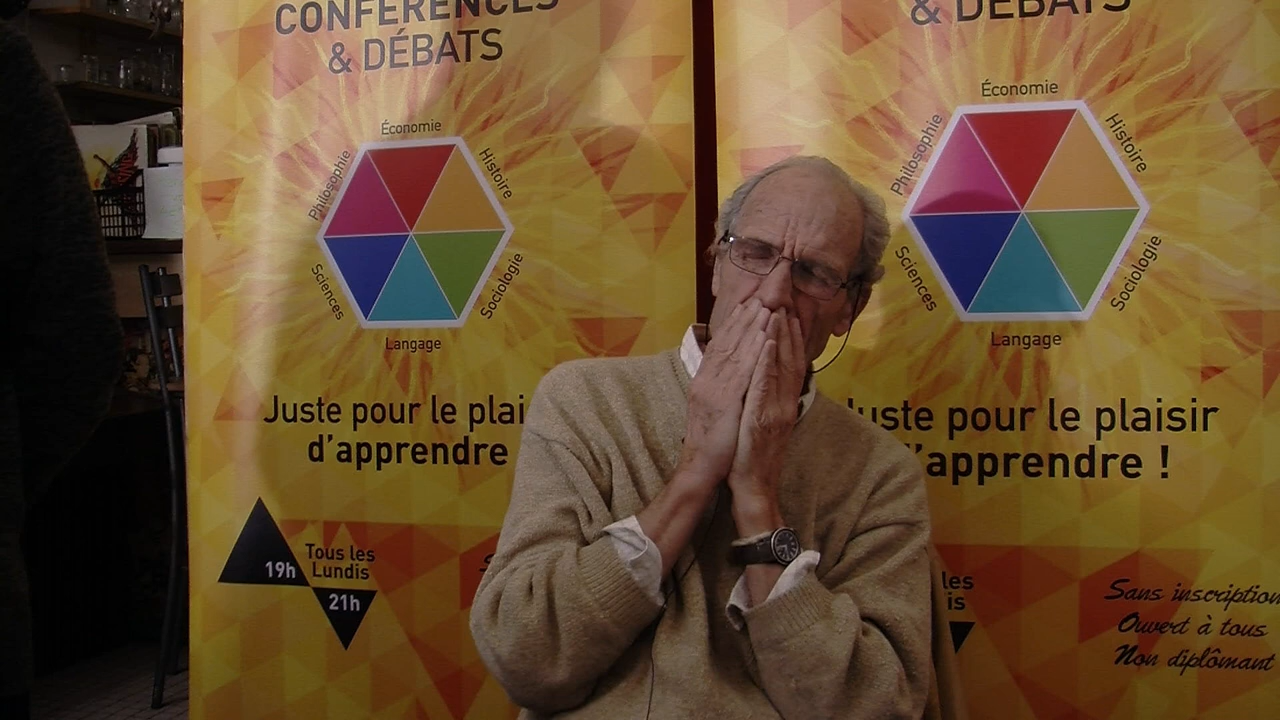 CONFÉRENCES
& DÉBATS
Économie
Philosophie
Histoire
Sciences
Sociologie
Langage
Juste pour le plai
d'apprendre
19h
Tous les
Lundis
21h
& DÉBATS
Économie
Philosophie
Histoire
Sciences
Sociologie
Langage
Juste pour le plaisir
d'apprendre !
les
is
Sans inscription
Ouvert à tous
Non diplômant